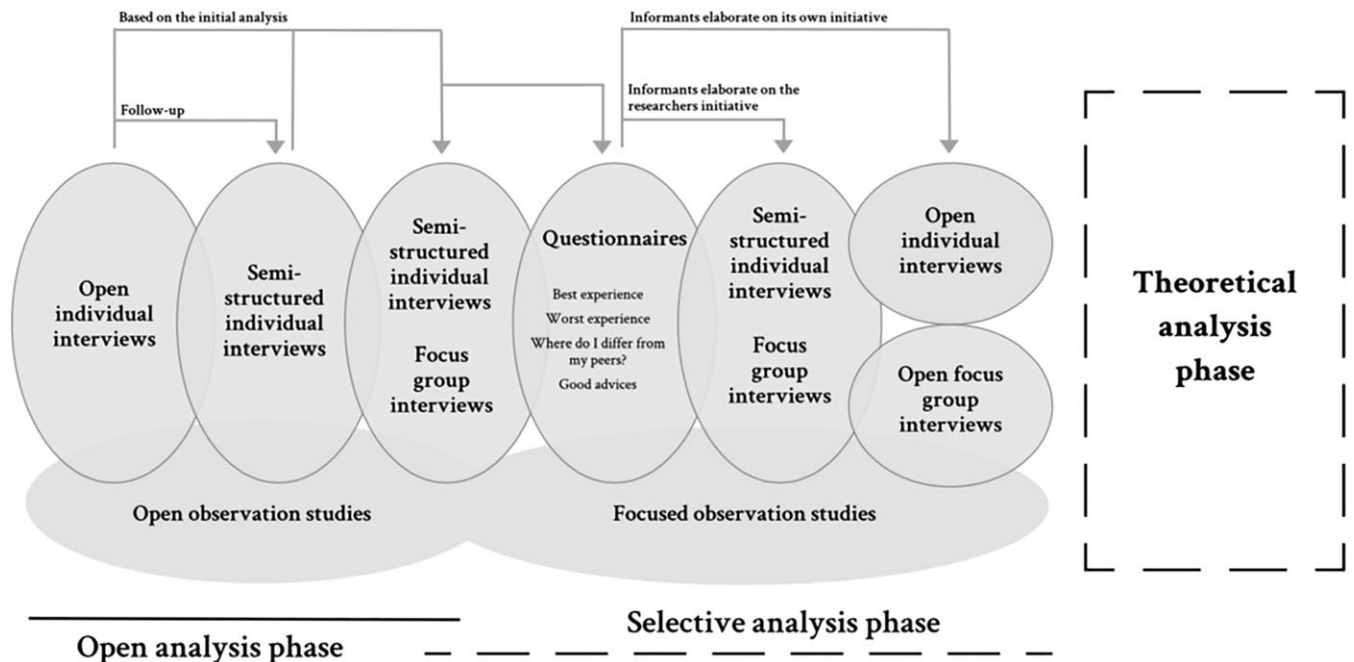 Based on the initial analysis
Informants elaborate on its own initiative
Follow-up
Informants elaborate on the
researchers initiative
Open
individual
interviews
Semi-
structured
individual
interviews
Semi-
structured
individual
interviews
Focus
group
interviews
Questionnaires
Best experience
Worst experience
Where do I differ from
my peers?
Good advices
Semi-
structured
individual
interviews
Focus
group
interviews
Open
individual
interviews
Open focus
group
interviews
Theoretical
analysis
phase
Open observation studies
Focused observation studies
Open analysis phase
Selective analysis phase